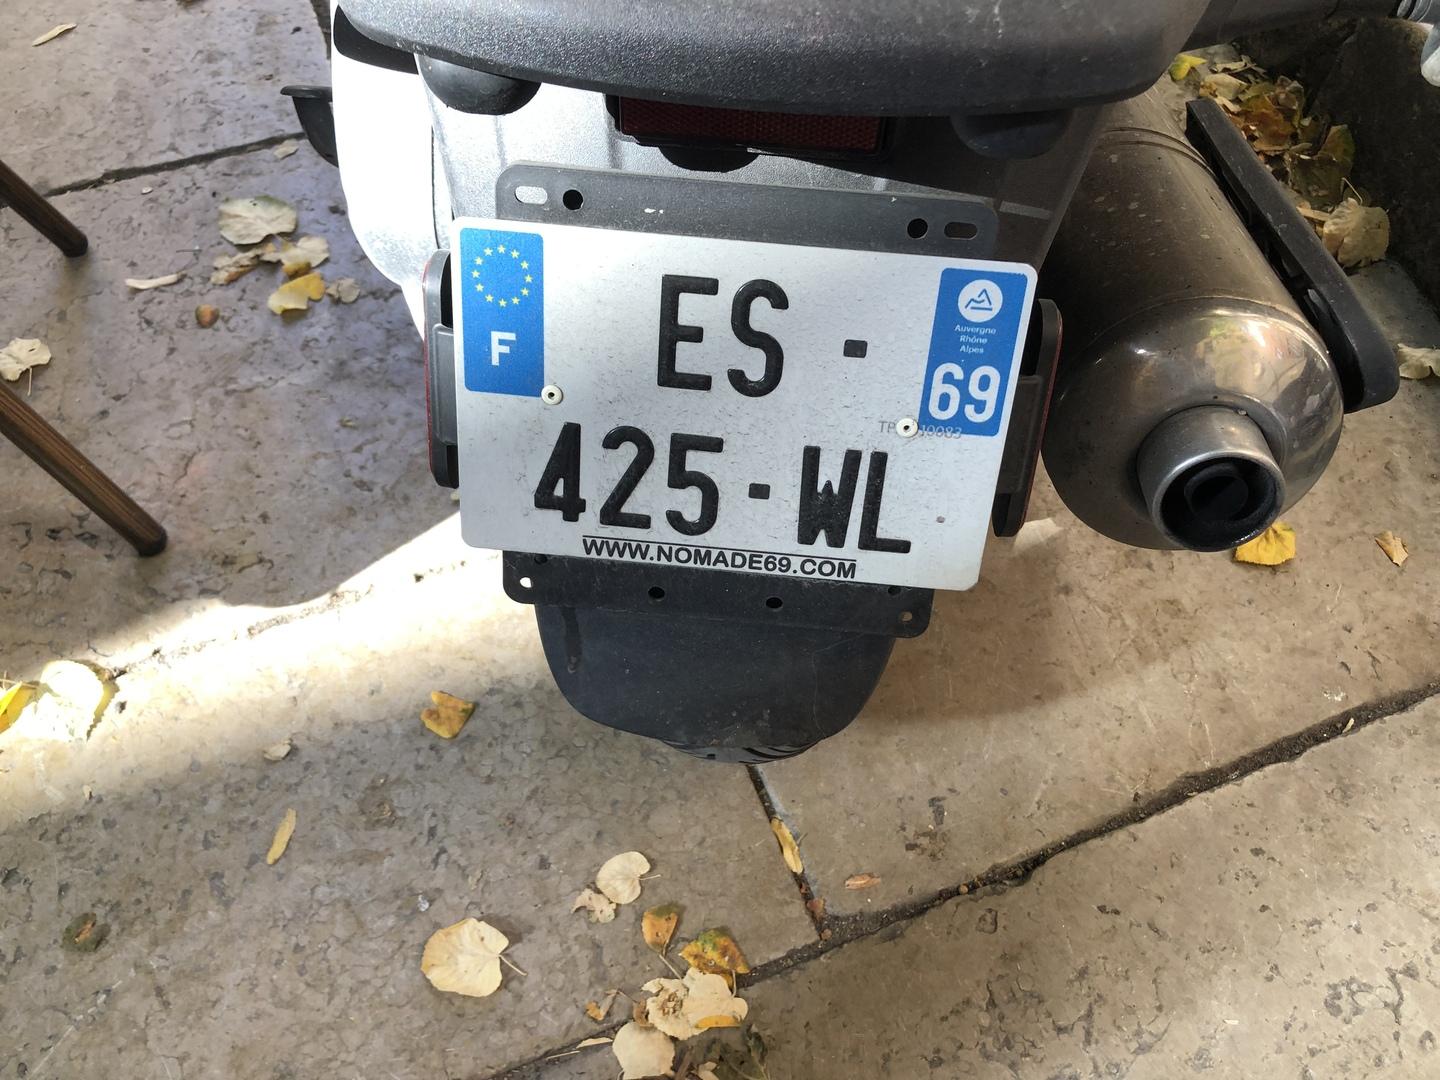 F
ES -
Auvergne
Rhône
Alpes
69
425-WL
WWW.NOMADE69.COM